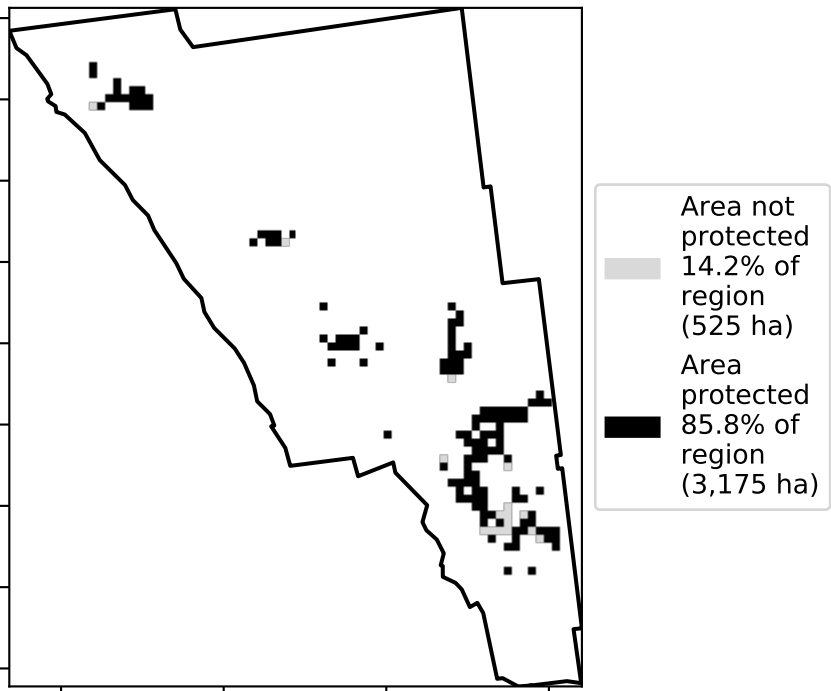 Area not
protected
14.2% of
region
(525 ha)
Area
protected
85.8% of
region
(3,175 ha)